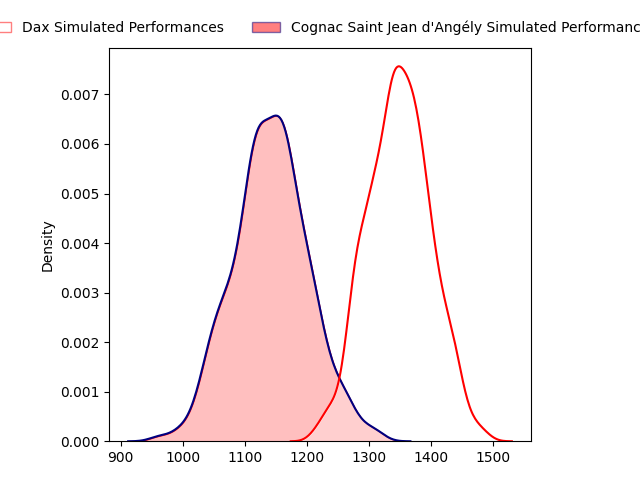 Dax Simulated Performances
Cognac Saint Jean d'Angély Simulated Performanc
Density
0.007
0.006
0.005
0.004
0.003
0.002
0.001
0.000
900 1000 1100 1200 1300 1400 1500